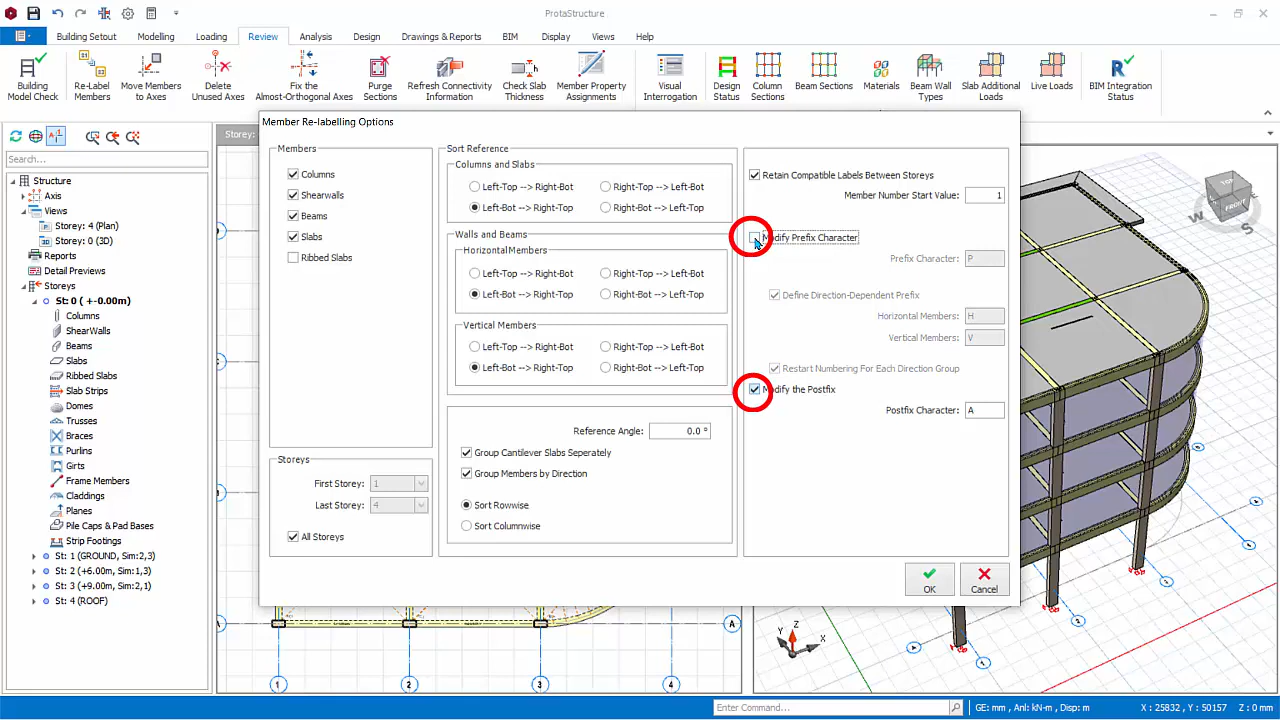 ProtaStructure
Building Setout
Modelling
Loading
Review
Analysis
Design
Drawings & Reports
BIM
Display
Views
Help
Building
Model Check
Re-Label
Members
Move Members
to Axes
Delete
Unused Axes
Fix the
Almost-Orthogonal Axes
Purge
Sections
Refresh Connectivity
Information
Check Slab
Thickness
Member Property
Assignments
Visual
Interrogation
Design
Status
Column
Sections
Beam Sections
Materials
Beam Wall
Types
Slab Additional
Loads
Live Loads
BIM Integration
Status
Search...
Structure
Axis
Views
Storey: 4 (Plan)
Storey: 0 (3D)
Reports
Detail Previews
Storeys
St: 0 ( +-0.00m)
Columns
ShearWalls
Beams
Slabs
Ribbed Slabs
Slab Strips
Domes
Trusses
Braces
Purlins
Girts
Frame Members
Claddings
Planes
Pile Caps & Pad Bases
Strip Footings
St: 1 (GROUND, Sim:2,3)
St: 2 (+6.00m, Sim:1,3)
St: 3 (+9.00m, Sim:2,1)
St: 4 (ROOF)
Storey:
Member Re-labelling Options
Members
Columns
Shearwalls
Beams
Slabs
Ribbed Slabs
Storeys
First Storey: 1
Last Storey: 4
All Storeys
Sort Reference
Columns and Slabs
Left-Top --> Right-Bot
Right-Top --> Left-Bot
Left-Bot --> Right-Top
Right-Bot --> Left-Top
Walls and Beams
Horizontal Members
Left-Top --> Right-Bot
Right-Top --> Left-Bot
Left-Bot --> Right-Top
Right-Bot --> Left-Top
Vertical Members
Left-Top --> Right-Bot
Right-Top --> Left-Bot
Left-Bot --> Right-Top
Right-Bot --> Left-Top
Reference Angle: 0.0 °
Group Cantilever Slabs Seperately
Group Members by Direction
Sort Rowwise
Sort Columnwise
Retain Compatible Labels Between Storeys
Member Number Start Value: 1
Modify Prefix Character
Prefix Character: P
Define Direction-Dependent Prefix
Horizontal Members: H
Vertical Members: V
Restart Numbering For Each Direction Group
Modify the Postfix
Postfix Character: A
OK
Cancel
A
1
2
3
4
TOP
FRONT
W
S
Y
Z
X
Enter Command...
GE: mm , Anl: kN-m , Disp: m
X : 25832 , Y : 50157
Z : 0 mm